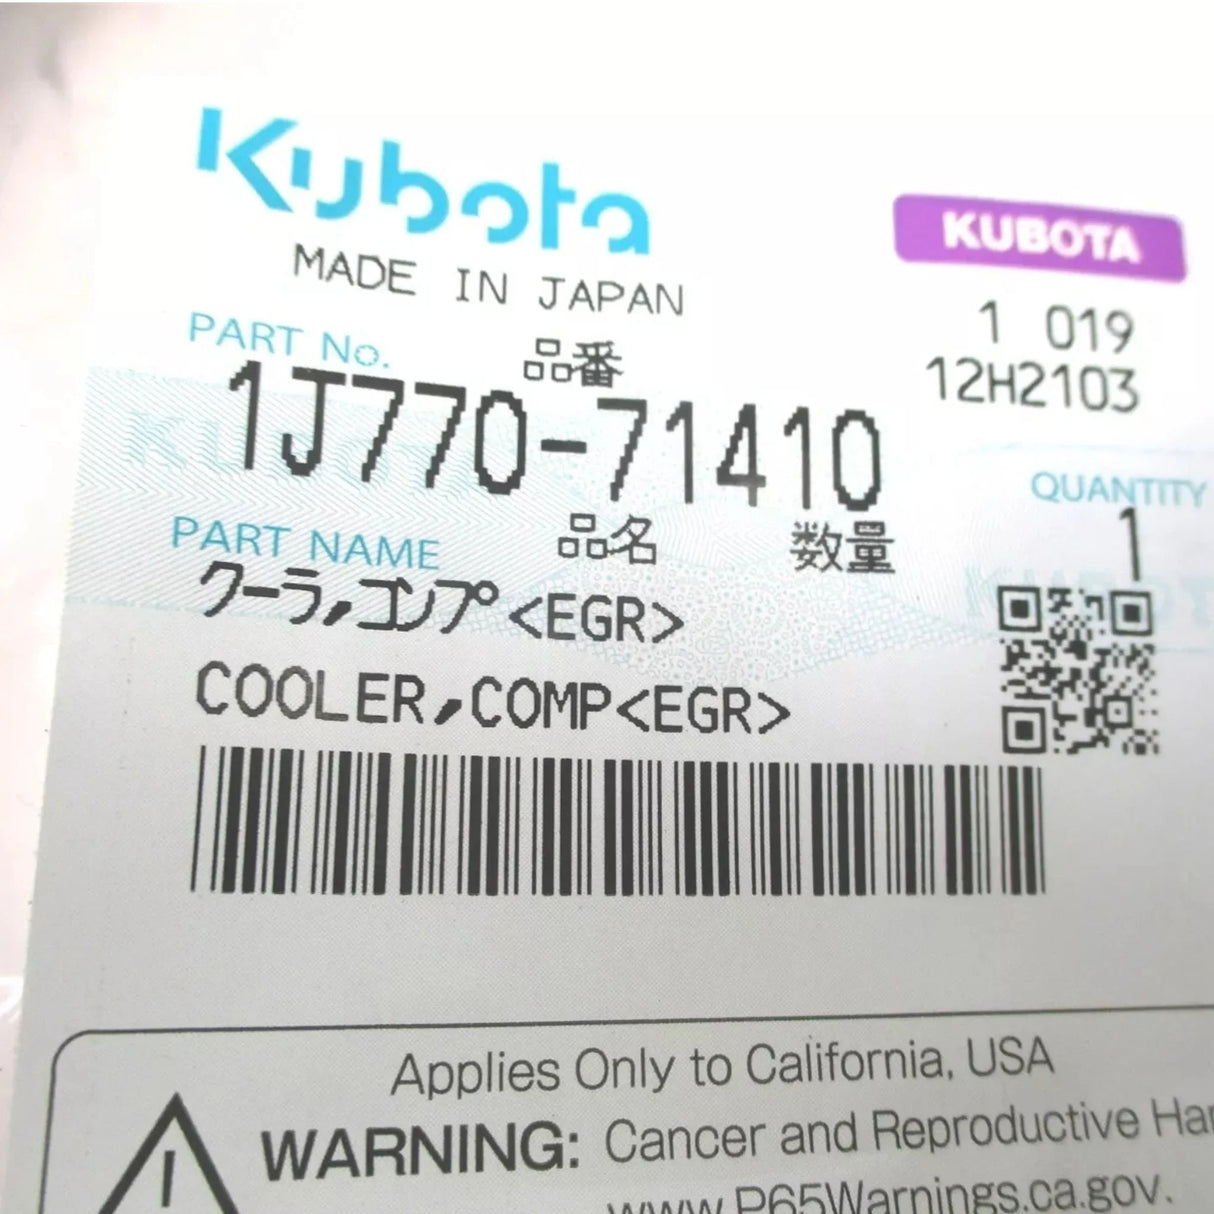 Kubota
KUBOTA
MADE IN JAPAN
1 019
12H2103
PART No. 品番
1J770-71410
QUANTITY
PART NAME 品名 数量 1
クーラ,コンプ<EGR>
COOLER,COMP<EGR>
Applies Only to California, USA
WARNING: Cancer and Reproductive Har
www.P65Warnings.ca.gov.